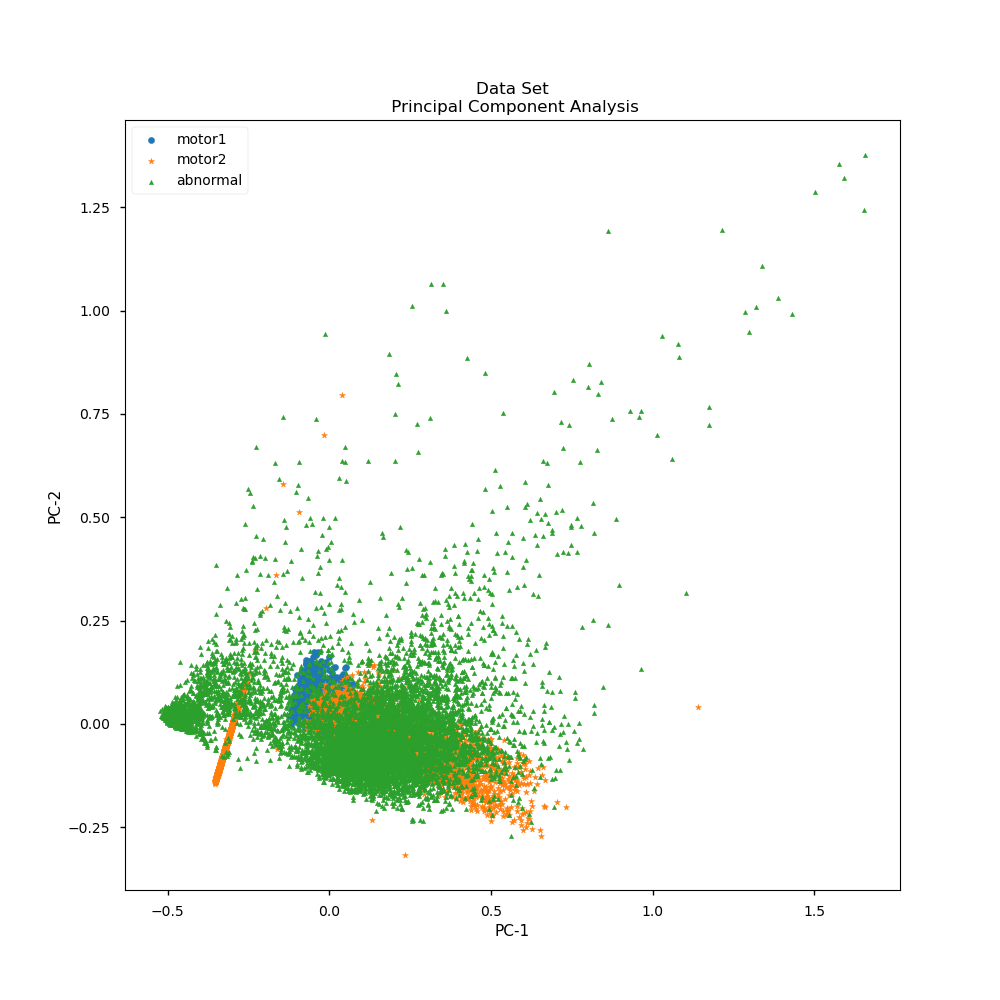 Data Set
Principal Component Analysis
motor1
motor2
abnormal
1.25
1.00
0.75
0.50
0.25
0.00
−0.25
PC-2
−0.5
0.0
0.5
1.0
1.5
PC-1